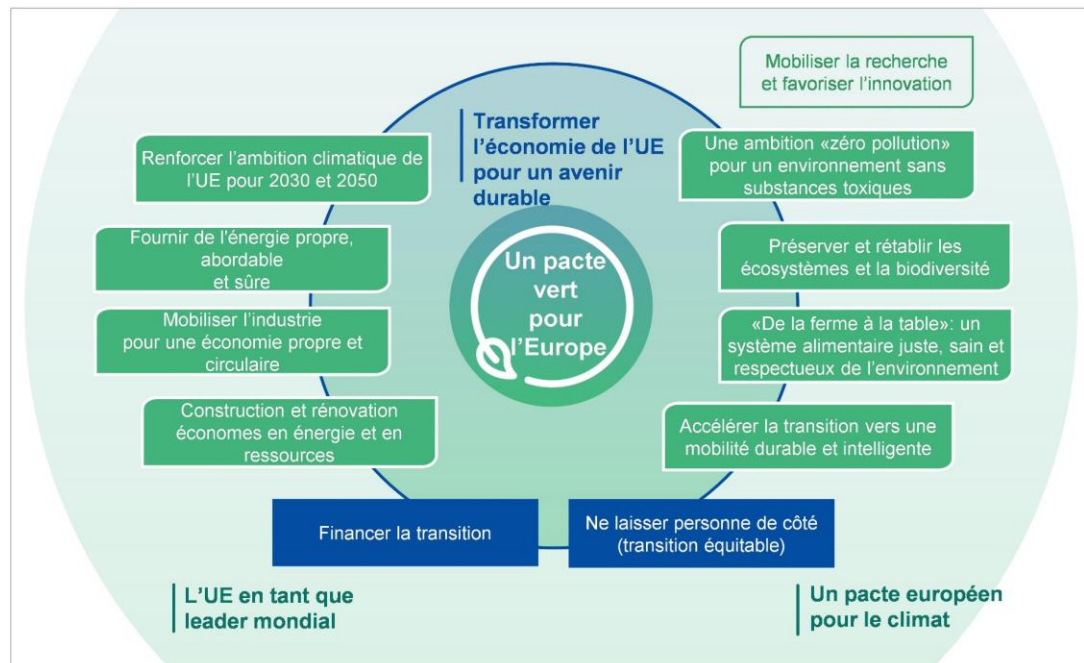 Mobiliser la recherche
et favoriser l’innovation
Transformer
l’économie de l’UE
pour un avenir
durable
Renforcer l’ambition climatique de
l’UE pour 2030 et 2050
Une ambition «zéro pollution»
pour un environnement sans
substances toxiques
Fournir de l'énergie propre,
abordable
et sûre
Préserver et rétablir les
écosystèmes et la biodiversité
Un pacte
vert
pour
l’Europe
Mobiliser l’industrie
pour une économie propre et
circulaire
«De la ferme à la table»: un
système alimentaire juste, sain et
respectueux de l’environnement
Construction et rénovation
économes en énergie et en
ressources
Accélérer la transition vers une
mobilité durable et intelligente
Financer la transition
Ne laisser personne de côté
(transition équitable)
L’UE en tant que
leader mondial
Un pacte européen
pour le climat